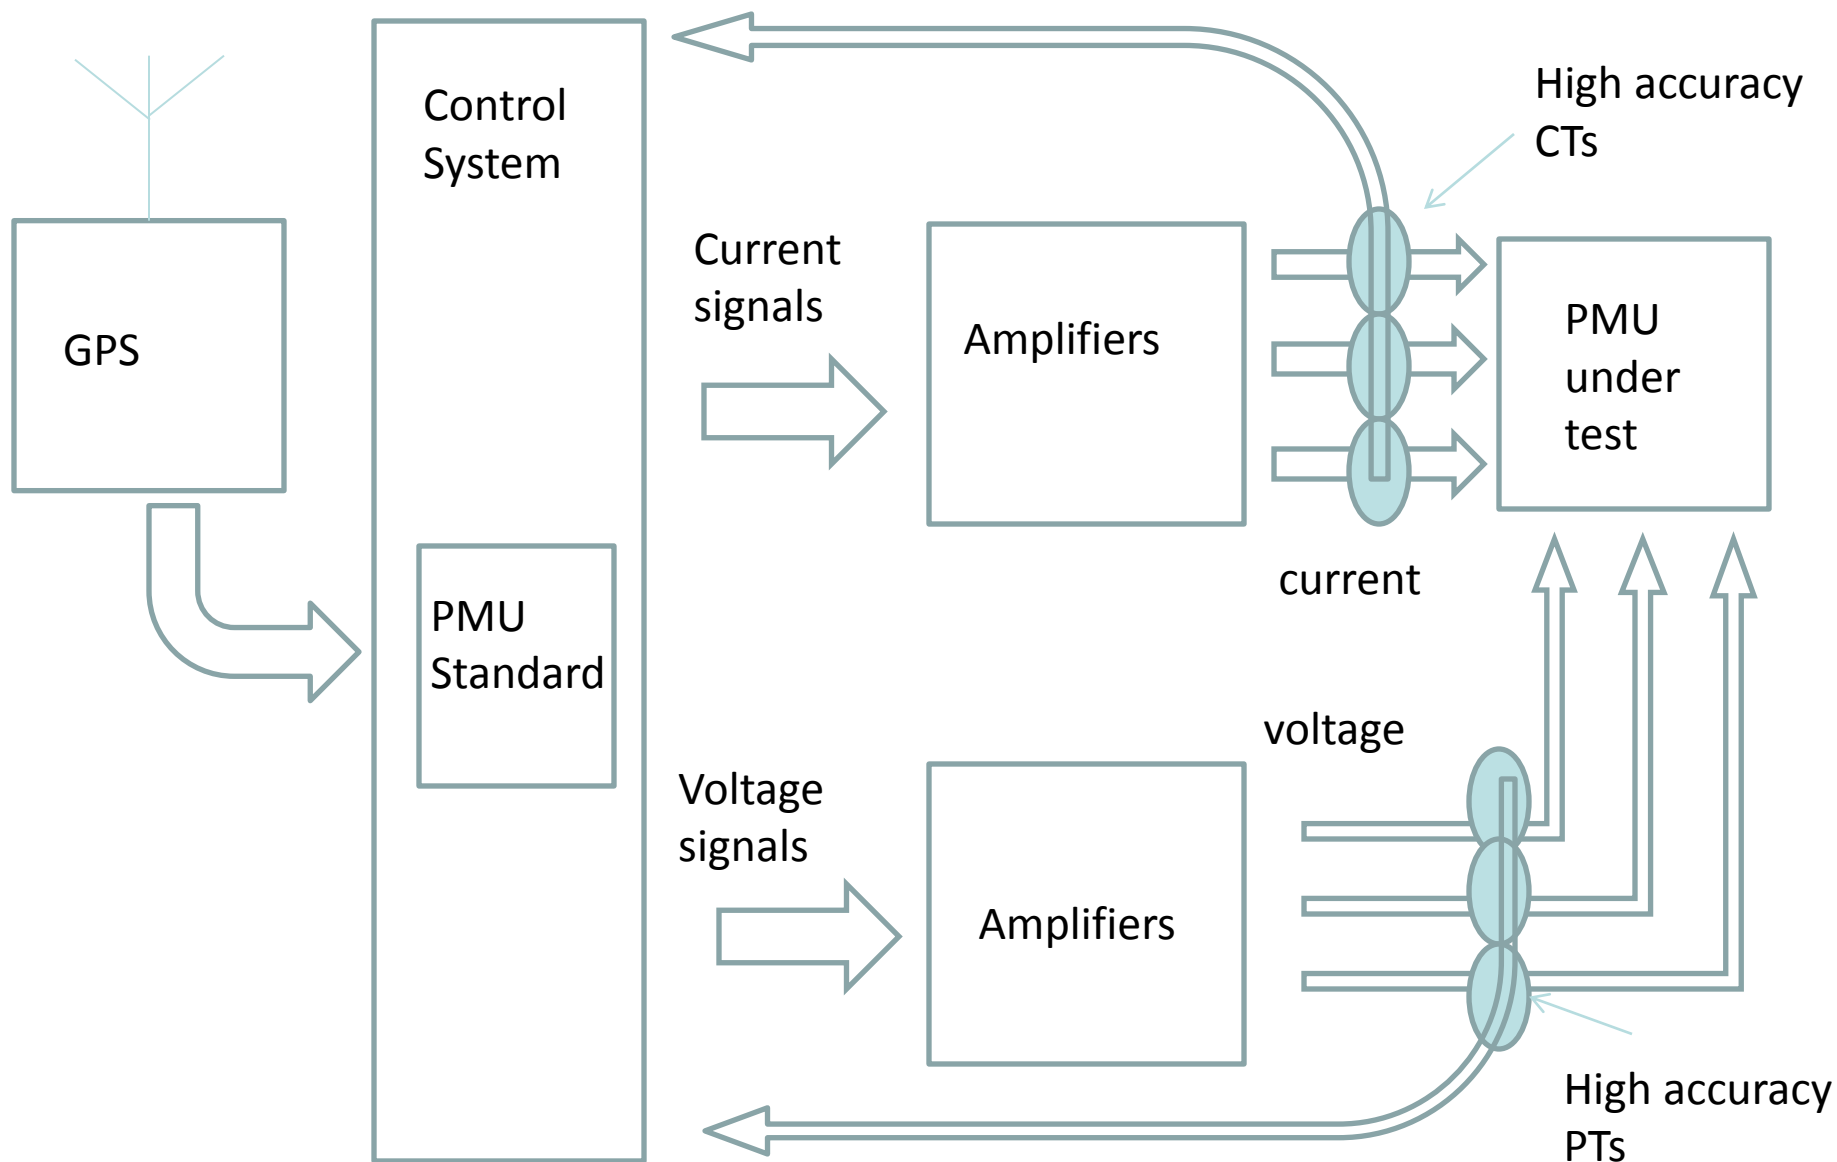 Control
System
High accuracy
CTs
GPS
Current
signals
Amplifiers
PMU
under
test
current
PMU
Standard
voltage
Voltage
signals
Amplifiers
High accuracy
PTs